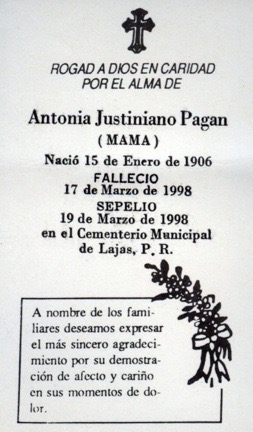 ROGAD A DIOS EN CARIDAD
POR EL ALMA DE
Antonia Justiniano Pagan
( MAMA )
Nació 15 de Enero de 1906
FALLECIO
17 de Marzo de 1998
SEPELIO
19 de Marzo de 1998
en el Cementerio Municipal
de Lajas, P. R.
A nombre de los fami-
liares deseamos expresar
el más sincero agradeci-
miento por su demostra-
ción de afecto y cariño
en sus momentos de do-
lor.